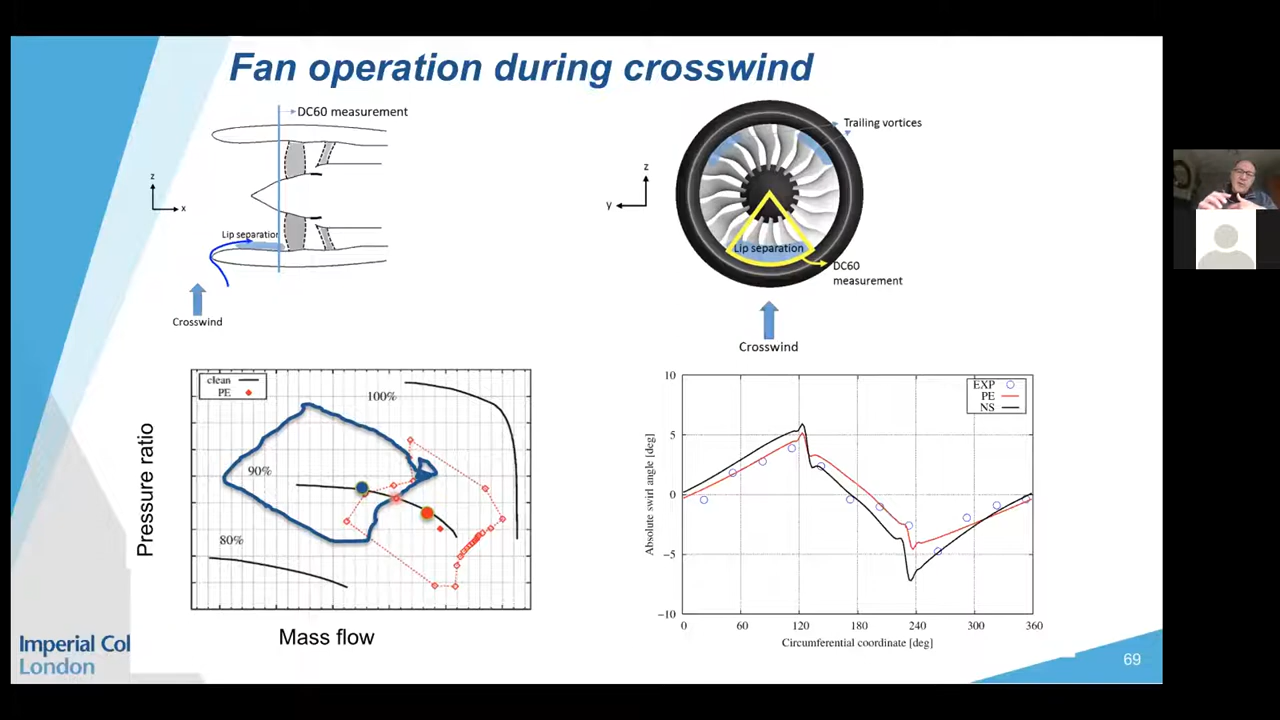 Fan operation during crosswind
DC60 measurement
z
x
Lip separation
Crosswind
Trailing vortices
z
y
Lip separation
DC60
measurement
Crosswind
clean
PE
100%
90%
80%
Pressure ratio
Mass flow
EXP
PE
NS
10
5
0
−5
−10
Absolute swirl angle [deg]
0 60 120 180 240 300 360
Circumferential coordinate [deg]
Imperial Col
London
69